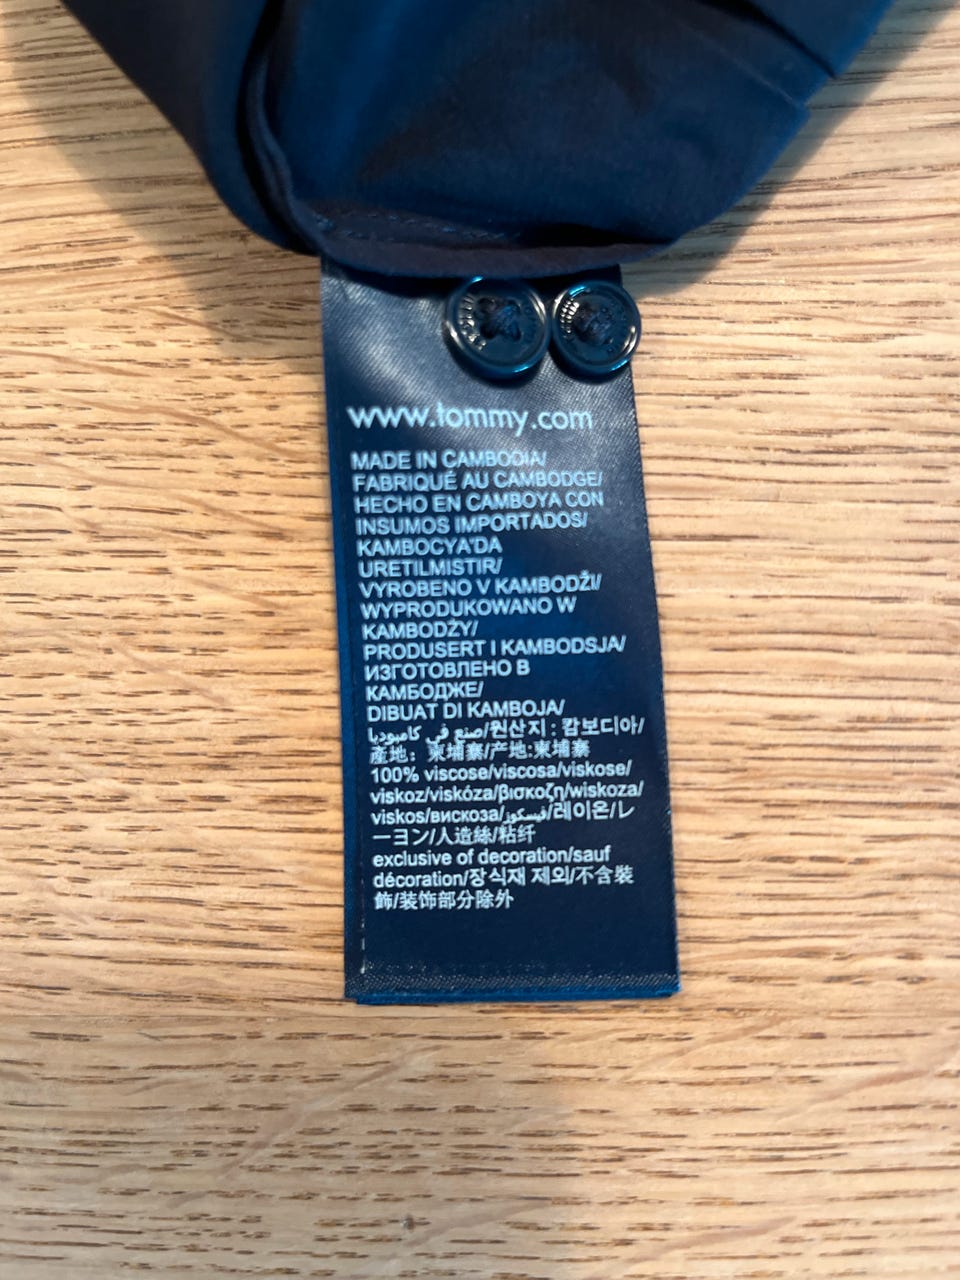 www.tommy.com
MADE IN CAMBODIA/
FABRIQUÉ AU CAMBODGE/
HECHO EN CAMBOYA CON
INSUMOS IMPORTADOS/
KAMBOCYA'DA
URETILMISTIR/
VYROBENO V KAMBODŽI/
WYPRODUKOWANO W
KAMBODŻY/
PRODUSERT I KAMBODSJA/
ИЗГОТОВЛЕНО В
КАМБОДЖЕ/
DIBUAT DI KAMBOJA/
صنع في كامبوديا/원산지 : 캄보디아/
產地: 柬埔寨/产地:柬埔寨
100% viscose/viscosa/viskose/
viskoz/viskóza/βισκοζη/wiskoza/
viskos/вискоза/فيسكوز/레이온/レ
ーヨン/人造絲/粘纤
exclusive of decoration/sauf
décoration/장식재 제외/不含裝
飾/装饰部分除外